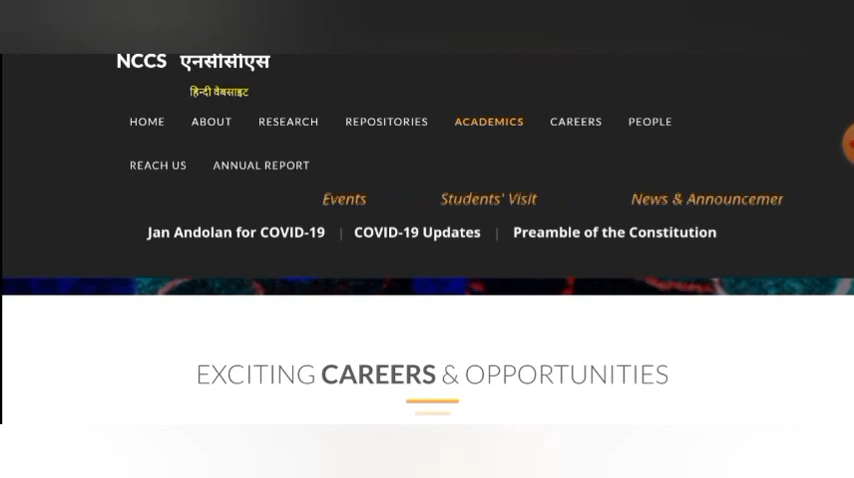 NCCS एनसीसीएस
हिन्दी वेबसाइट
HOME ABOUT RESEARCH REPOSITORIES ACADEMICS CAREERS PEOPLE
REACH US ANNUAL REPORT
Events Students' Visit News & Announcemer
Jan Andolan for COVID-19 | COVID-19 Updates | Preamble of the Constitution
EXCITING CAREERS & OPPORTUNITIES